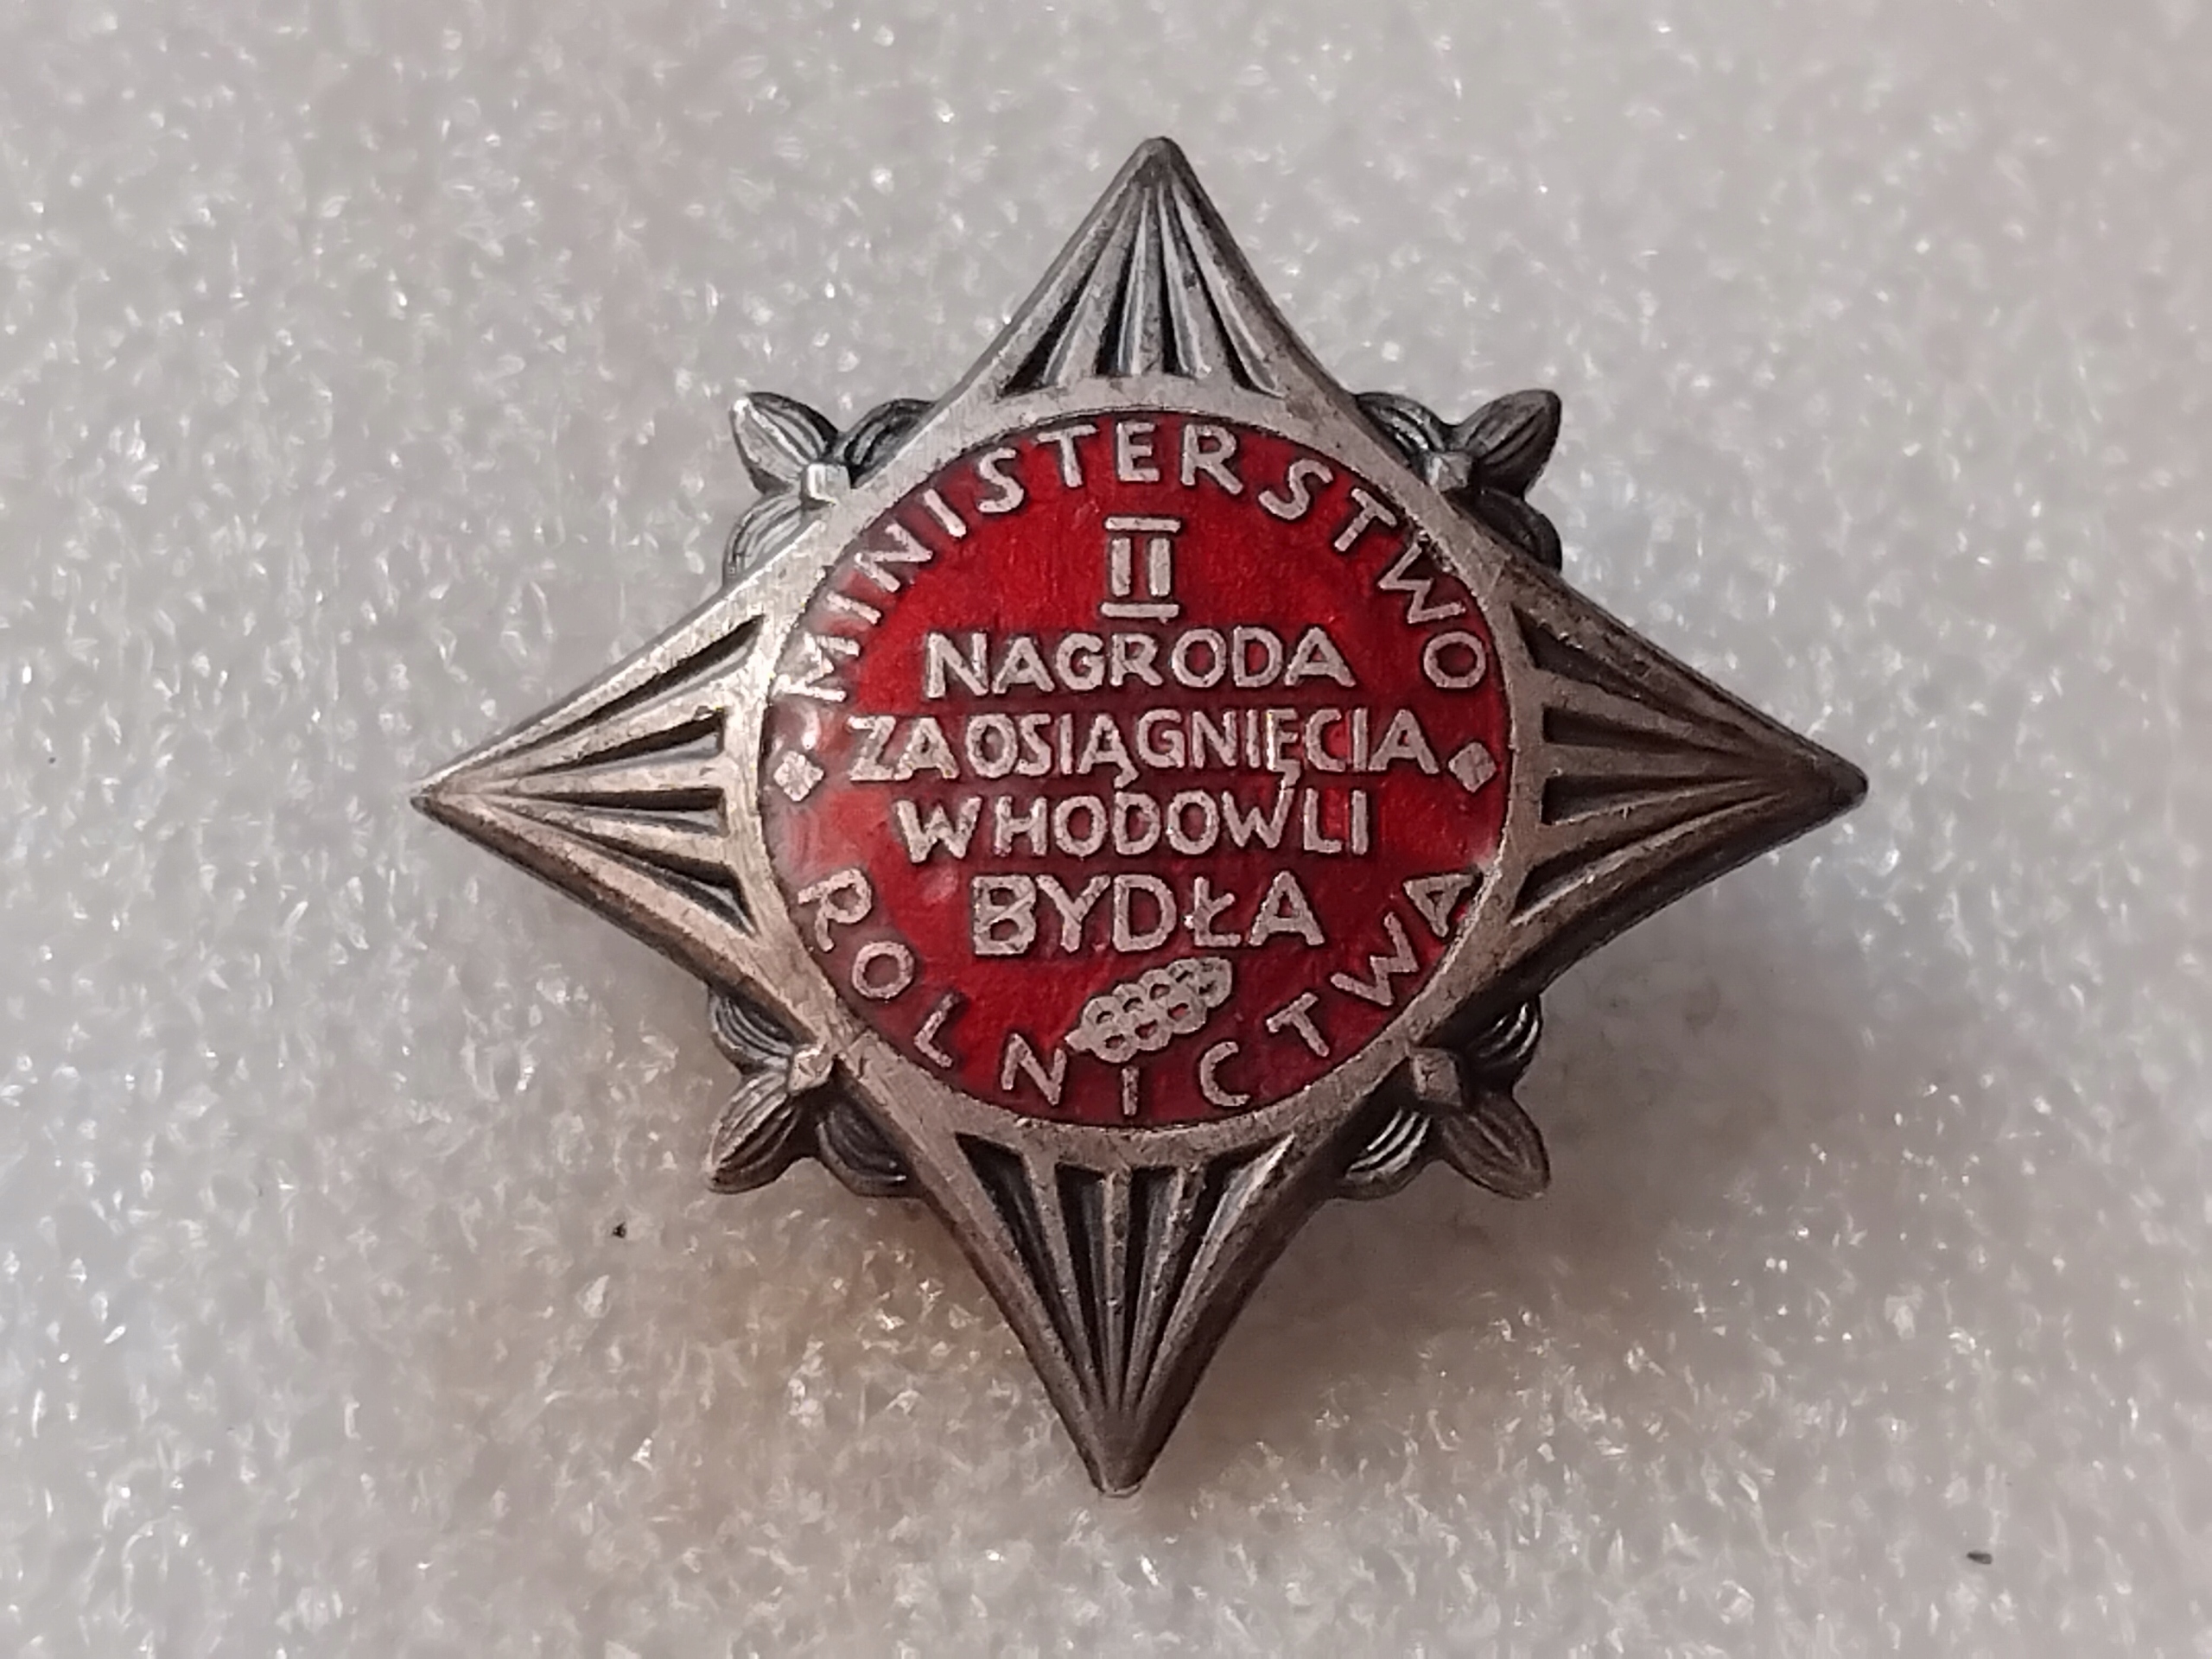 MINISTERSTWO
II
NAGRODA
ZA OSIĄGNIĘCIA
W HODOWLI
BYDŁA
ROLNICTWA